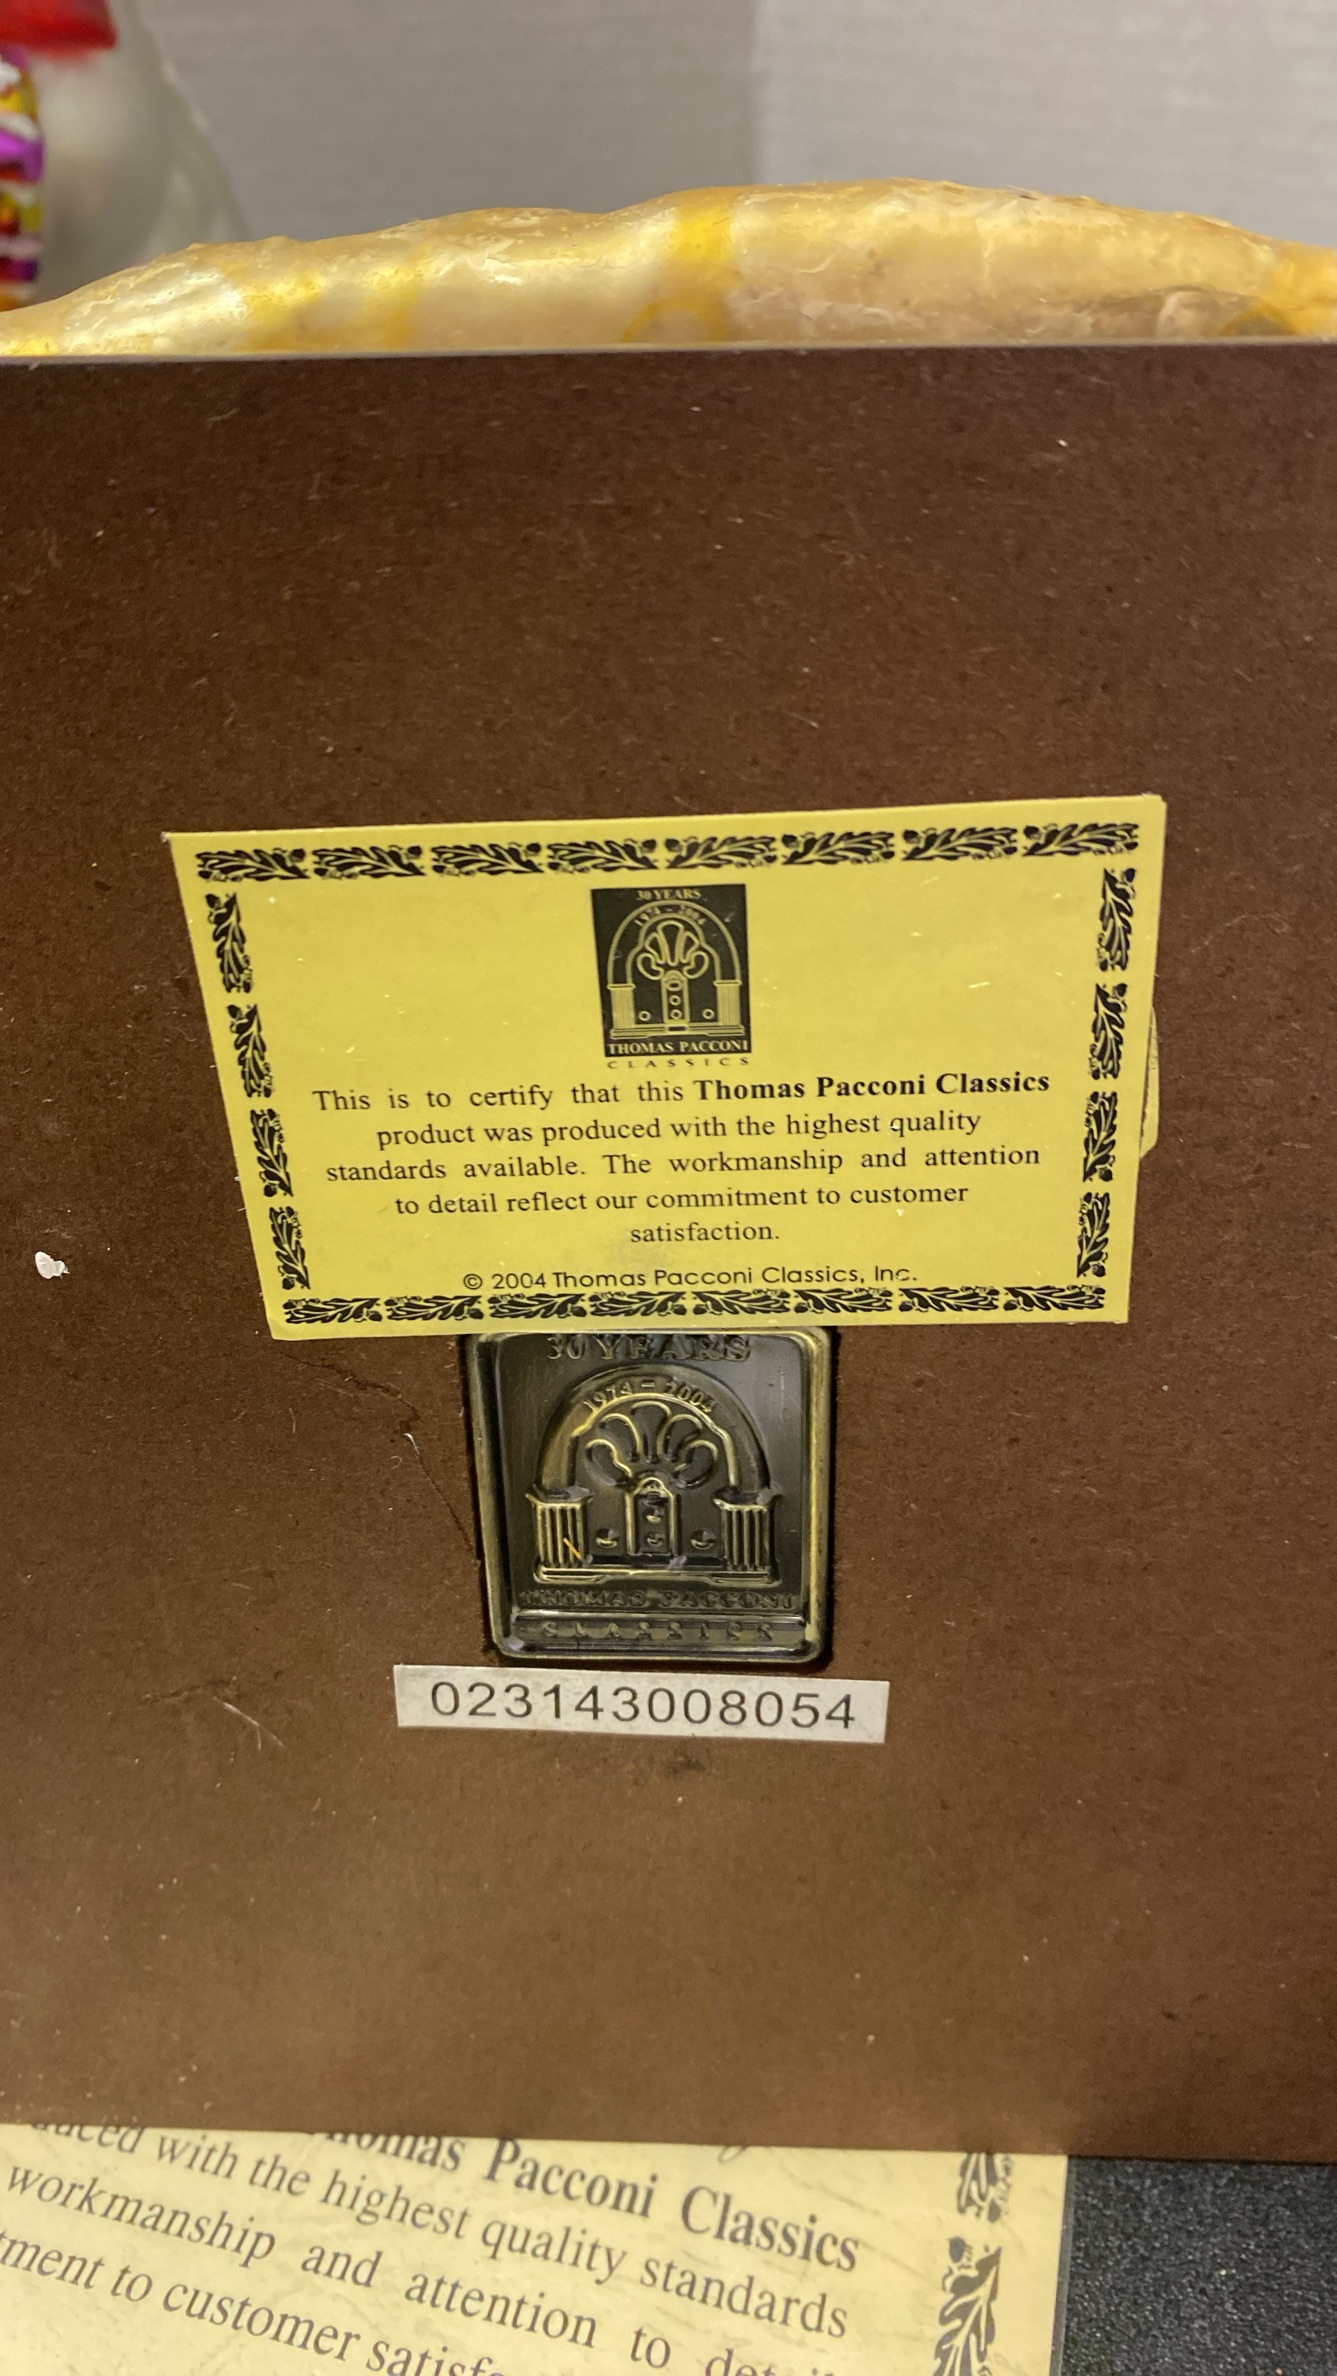 30 YEARS
1974 - 2004
THOMAS PACCONI
CLASSICS
This is to certify that this Thomas Pacconi Classics
product was produced with the highest quality
standards available. The workmanship and attention
to detail reflect our commitment to customer
satisfaction.
© 2004 Thomas Pacconi Classics, Inc.
30 YEARS
1974 - 2004
THOMAS PACCONI
CLASSICS
023143008054
Thomas Pacconi Classics
with the highest quality standards
workmanship and attention to
to customer